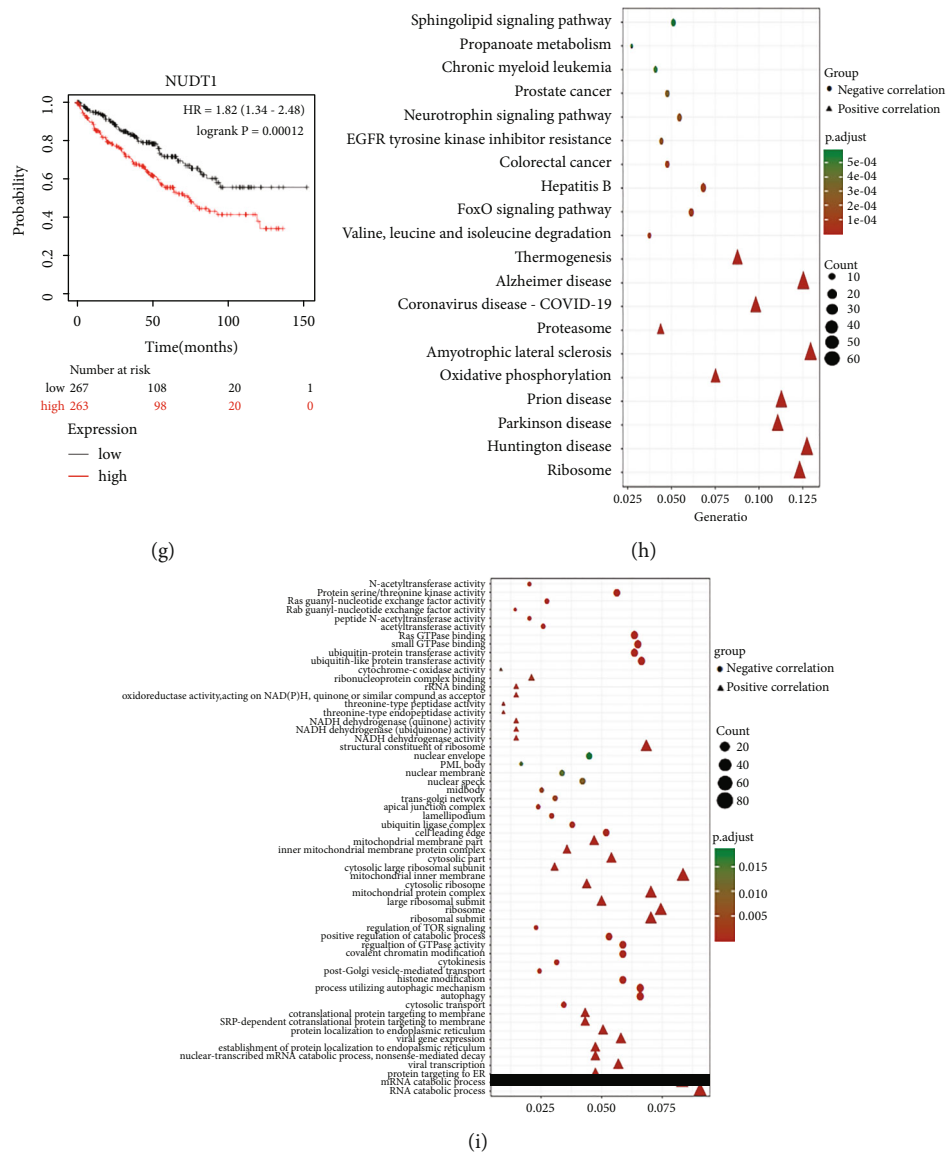 NUDT1
HR = 1.82 (1.34 - 2.48)
logrank P = 0.00012
Probability
1.0
0.8
0.6
0.4
0.2
0
0 50 100 150
Time(months)
Number at risk
low 267 108 20 1
high 263 98 20 0
Expression
low
high
(g)
Sphingolipid signaling pathway
Propanoate metabolism
Chronic myeloid leukemia
Prostate cancer
Neurotrophin signaling pathway
EGFR tyrosine kinase inhibitor resistance
Colorectal cancer
Hepatitis B
FoxO signaling pathway
Valine, leucine and isoleucine degradation
Thermogenesis
Alzheimer disease
Coronavirus disease - COVID-19
Proteasome
Amyotrophic lateral sclerosis
Oxidative phosphorylation
Prion disease
Parkinson disease
Huntington disease
Ribosome
0.025 0.050 0.075 0.100 0.125
Generatio
Group
Negative correlation
Positive correlation
p.adjust
5e-04
4e-04
3e-04
2e-04
1e-04
Count
10
20
30
40
50
60
(h)
N-acetyltransferase activity
Protein serine/threonine kinase activity
Ras guanyl-nucleotide exchange factor activity
Rab guanyl-nucleotide exchange factor activity
peptide N-acetyltransferase activity
acetyltransferase activity
Ras GTPase binding
small GTPase binding
ubiquitin-protein transferase activity
ubiquitin-like protein transferase activity
cytochrome-c oxidase activity
ribonucleoprotein complex binding
rRNA binding
oxidoreductase activity,acting on NAD(P)H, quinone or similar compund as acceptor
threonine-type peptidase activity
threonine-type endopeptidase activity
NADH dehydrogenase (quinone) activity
NADH dehydrogenase (ubiquinone) activity
NADH dehydrogenase activity
structural constituent of ribosome
nuclear envelope
PML body
nuclear membrane
nuclear speck
midbody
trans-golgi network
apical junction complex
lamellipodium
ubiquitin ligase complex
cell leading edge
mitochondrial membrane part
inner mitochondrial membrane protein complex
cytosolic part
cytosolic large ribosomal subunit
mitochondrial inner membrane
cytosolic ribosome
mitochondrial protein complex
large ribosomal submit
ribosome
ribosomal submit
regulation of TOR signaling
positive regulation of catabolic process
regualtion of GTPase activity
covalent chromatin modification
cytokinesis
post-Golgi vesicle-mediated transport
histone modification
process utilizing autophagic mechanism
autophagy
cytosolic transport
cotranslational protein targeting to membrane
SRP-dependent cotranslational protein targeting to membrane
protein localization to endoplasmic reticulum
viral gene expression
establishment of protein localization to endopalsmic reticulum
nuclear-transcribed mRNA catabolic process, nonsense-mediated decay
viral transcription
protein targeting to ER
mRNA catabolic process
RNA catabolic process
0.025 0.050 0.075
group
Negative correlation
Positive correlation
Count
20
40
60
80
p.adjust
0.015
0.010
0.005
(i)